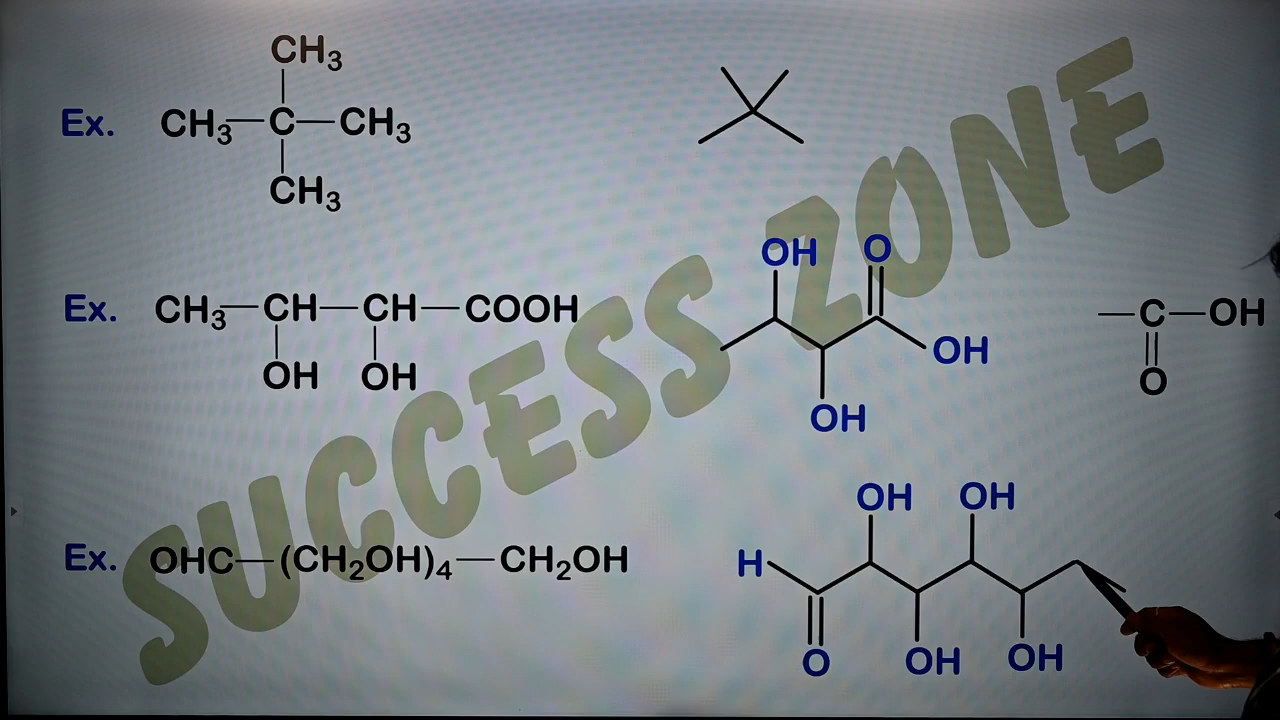 CH₃
Ex. CH₃—C—CH₃
CH₃
OH O
Ex. CH₃—CH—CH—COOH
—C—OH
OH OH
OH
O
OH
SUCCESS ZONE
OH OH
Ex. OHC—(CH₂OH)₄—CH₂OH
H
O OH OH